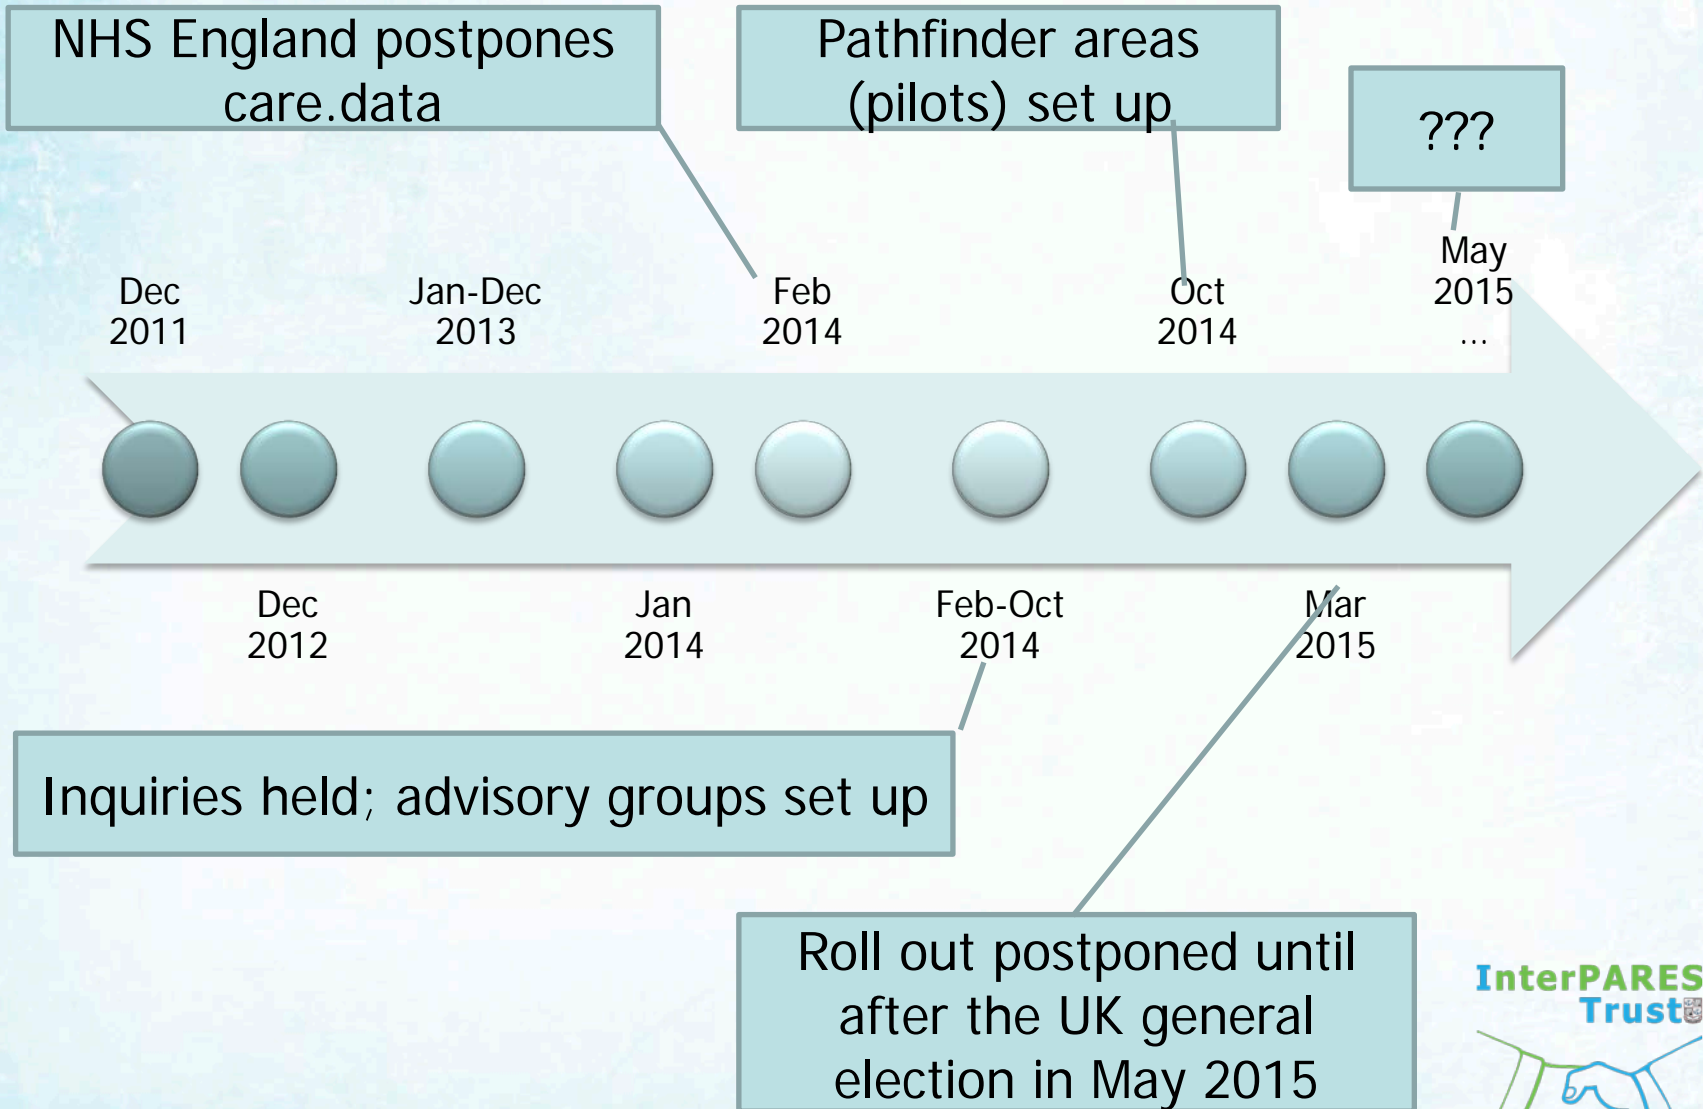 NHS England postpones
care.data
Pathfinder areas
(pilots) set up
???
Dec
2011
Jan-Dec
2013
Feb
2014
Oct
2014
May
2015
…
Dec
2012
Jan
2014
Feb-Oct
2014
Mar
2015
Inquiries held; advisory groups set up
Roll out postponed until
after the UK general
election in May 2015
InterPARES
Trust